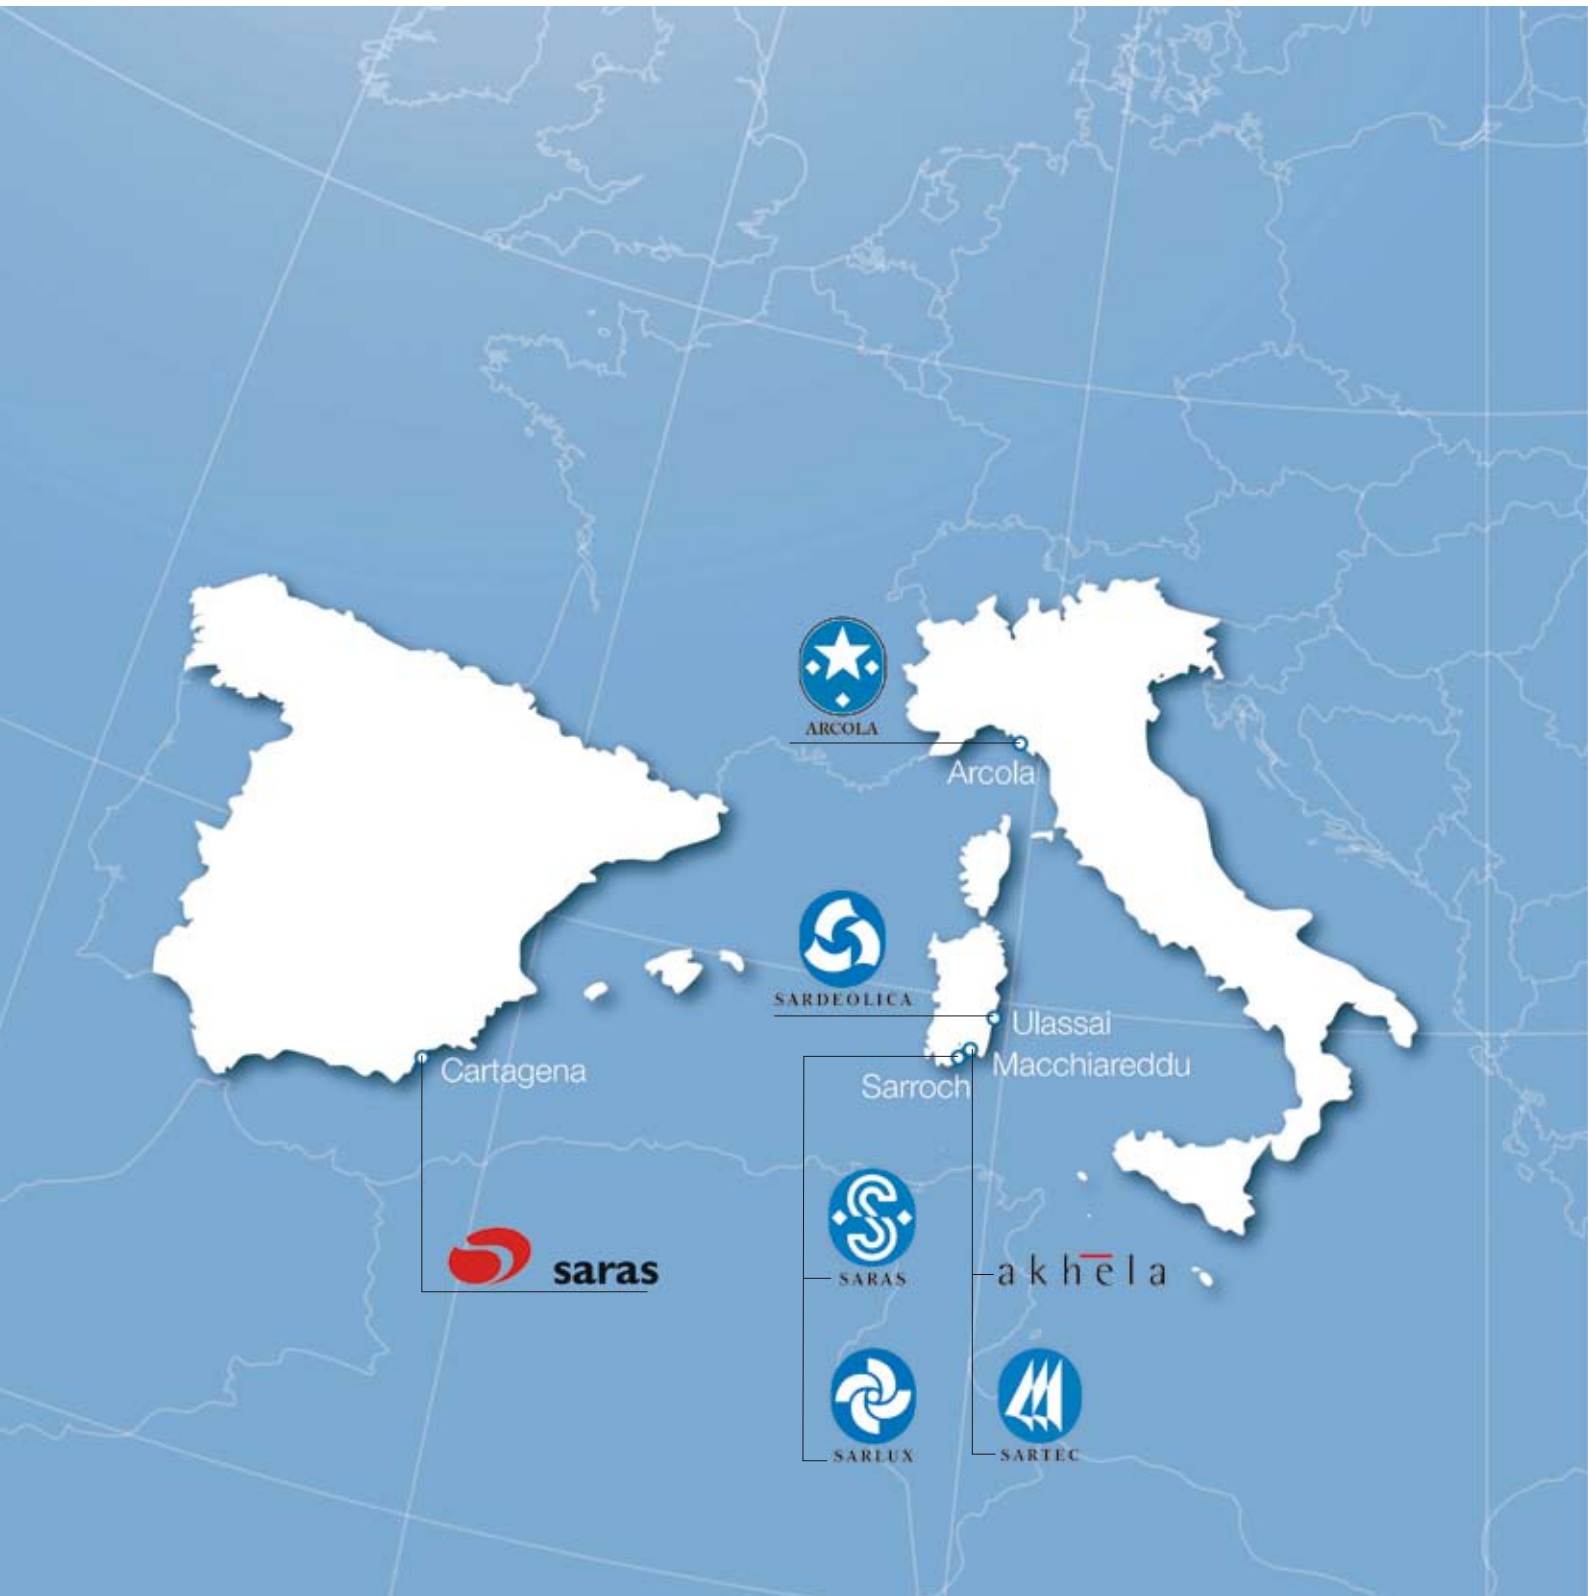 ARCOLA
Arcola
SARDEOLICA
Ulassai
Macchiareddu
Sarroch
Cartagena
saras
SARAS
akhela
SARLUX
SARTEC